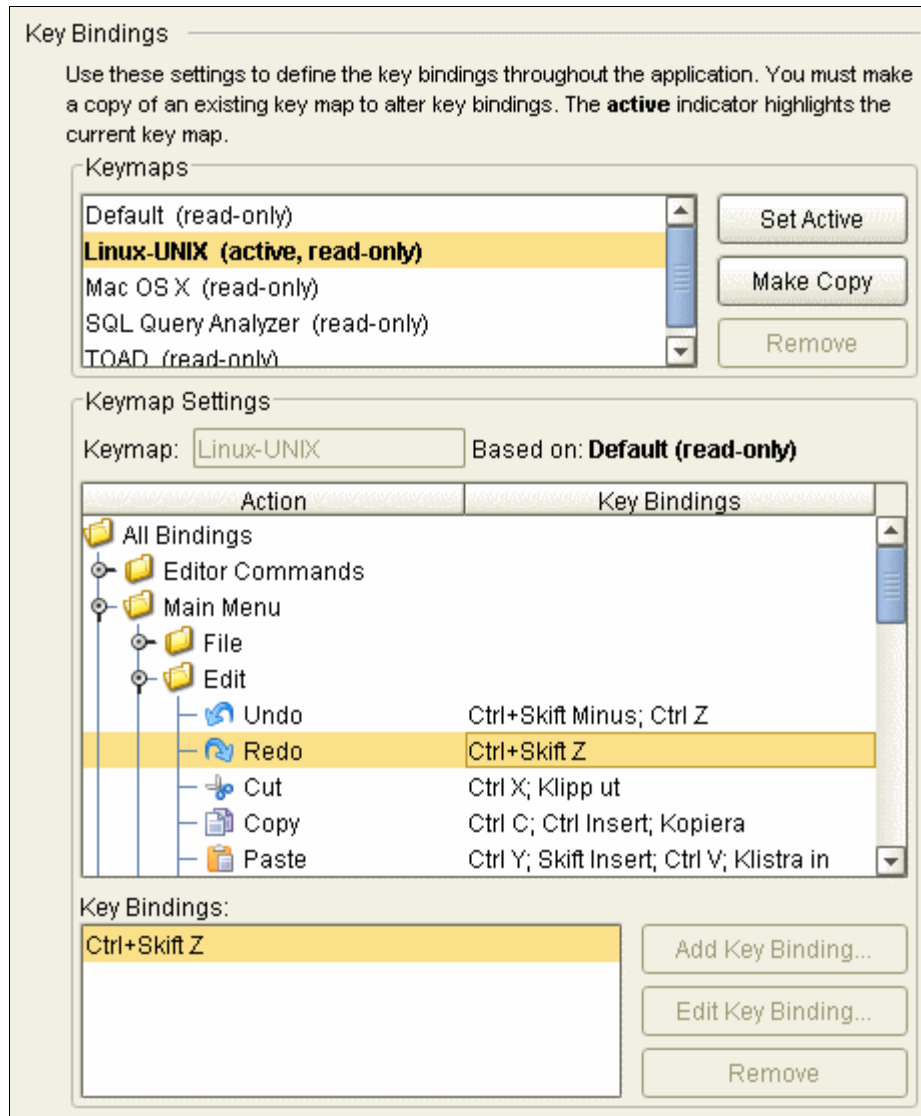 Key Bindings
Use these settings to define the key bindings throughout the application. You must make
a copy of an existing key map to alter key bindings. The active indicator highlights the
current key map.
Keymaps
Default (read-only)
Linux-UNIX (active, read-only)
Mac OS X (read-only)
SQL Query Analyzer (read-only)
TOAD (read-only)
Set Active
Make Copy
Remove
Keymap Settings
Keymap: Linux-UNIX Based on: Default (read-only)
Action Key Bindings
All Bindings
Editor Commands
Main Menu
File
Edit
Undo Ctrl+Skift Minus; Ctrl Z
Redo Ctrl+Skift Z
Cut Ctrl X; Klipp ut
Copy Ctrl C; Ctrl Insert; Kopiera
Paste Ctrl Y; Skift Insert; Ctrl V; Klistra in
Key Bindings:
Ctrl+Skift Z
Add Key Binding...
Edit Key Binding...
Remove